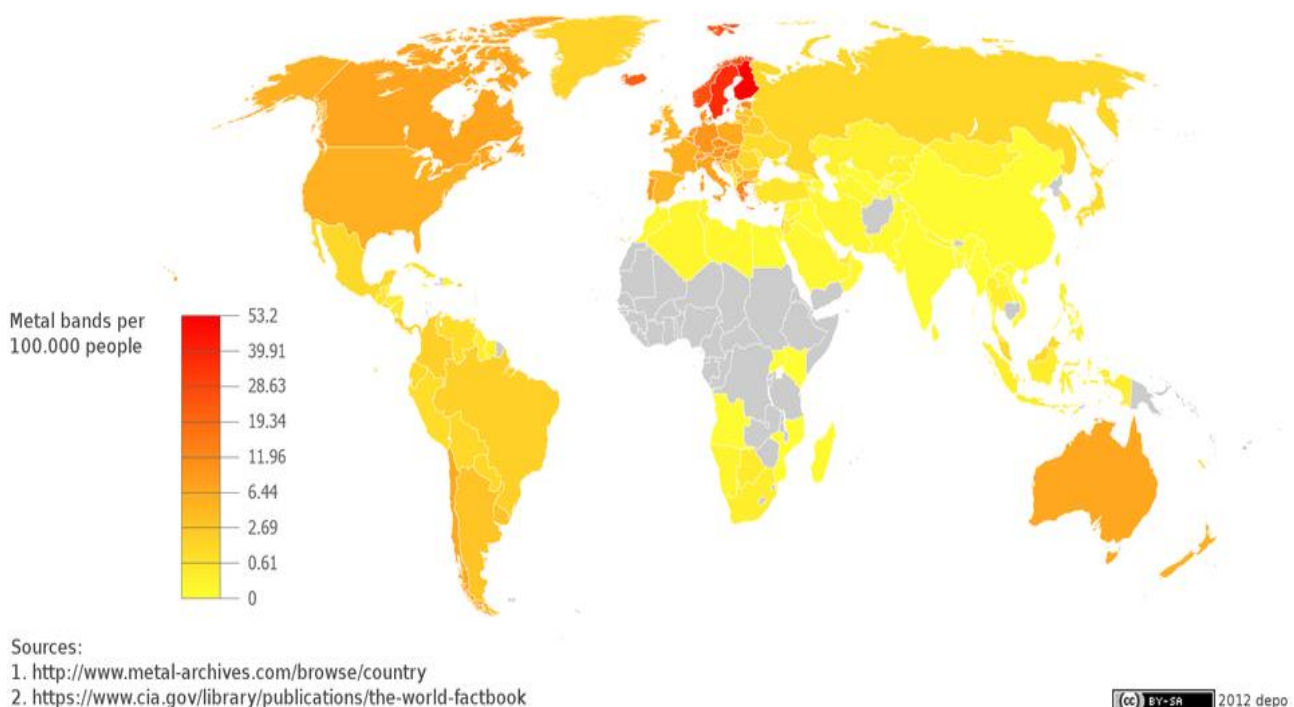 Metal bands per
100.000 people
53.2
39.91
28.63
19.34
11.96
6.44
2.69
0.61
0
Sources:
1. http://www.metal-archives.com/browse/country
2. https://www.cia.gov/library/publications/the-world-factbook
(cc) BY-SA 2012 depo